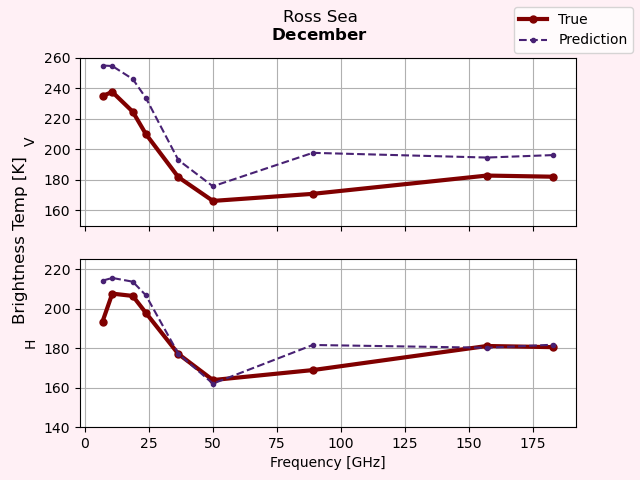 Ross Sea
December
True
Prediction
Brightness Temp [K]
V
260
240
220
200
180
160
H
220
200
180
160
140
0
25
50
75
100
125
150
175
Frequency [GHz]